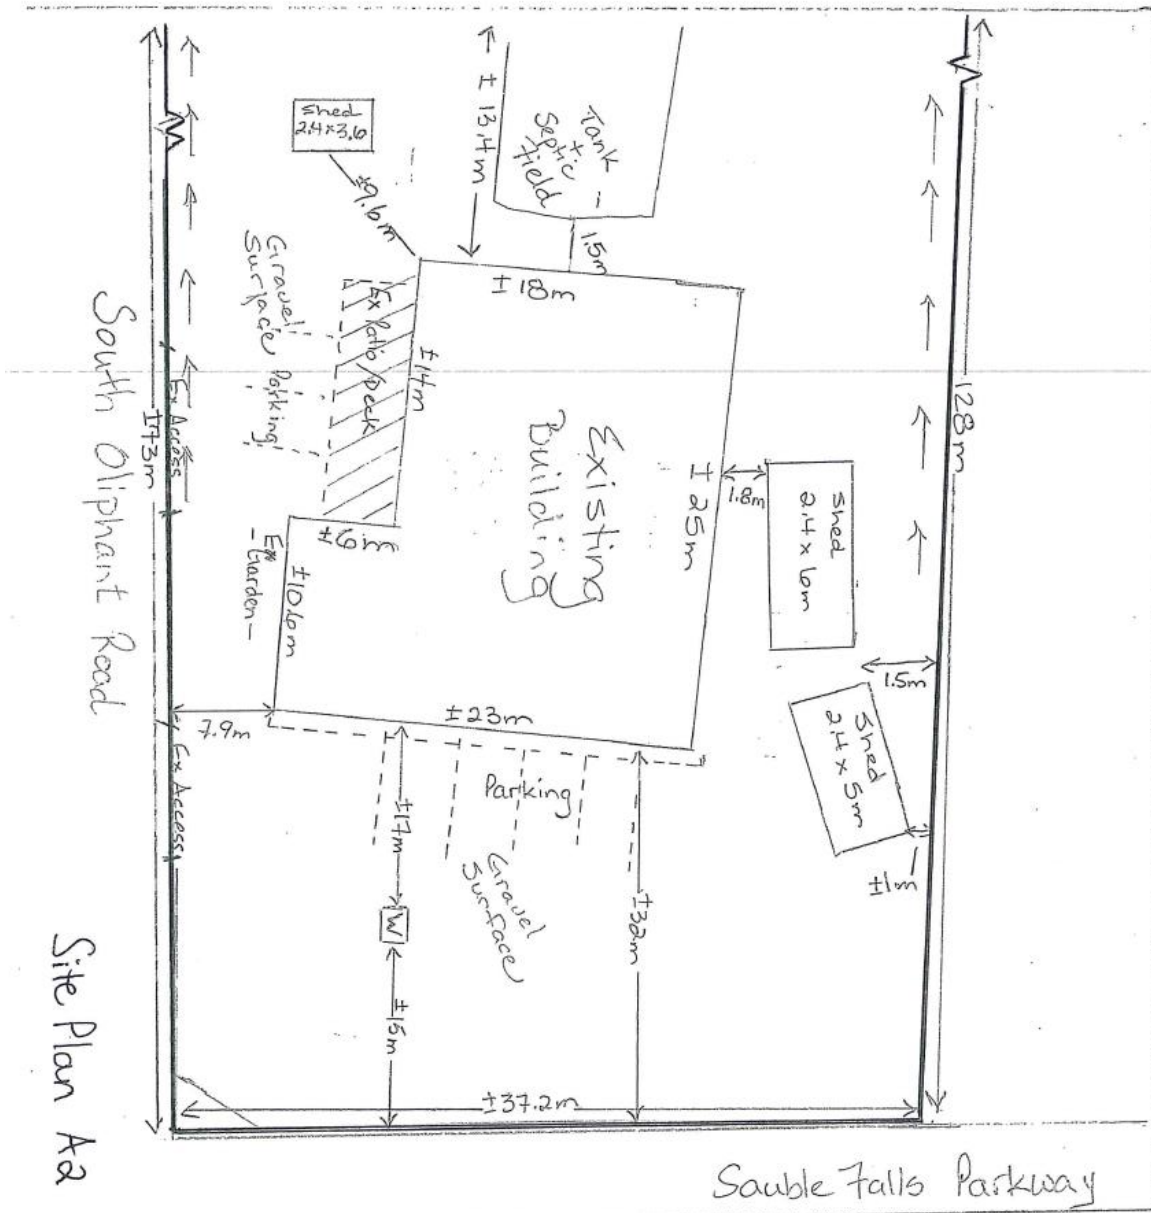 ± 13.4m
Tank
+
Septic
Field
Shed
2.4 x 3.6
±9.6m
1.5m
± 18m
Gravel
Surface Parking
Ex Patio/Deck
±14m
Existing
Building
± 25m
1.8m
Shed
2.4 x 6m
128m
South Oliphant Road
±173m
Ex Access
±6m
Ex
-Garden-
±10.6m
1.5m
7.9m
±23m
Shed
2.4 x 5m
±1m
Ex Access
Parking
±17m
Gravel
Surface
±32m
W
±15m
±37.2m
Site Plan A2
Sauble Falls Parkway